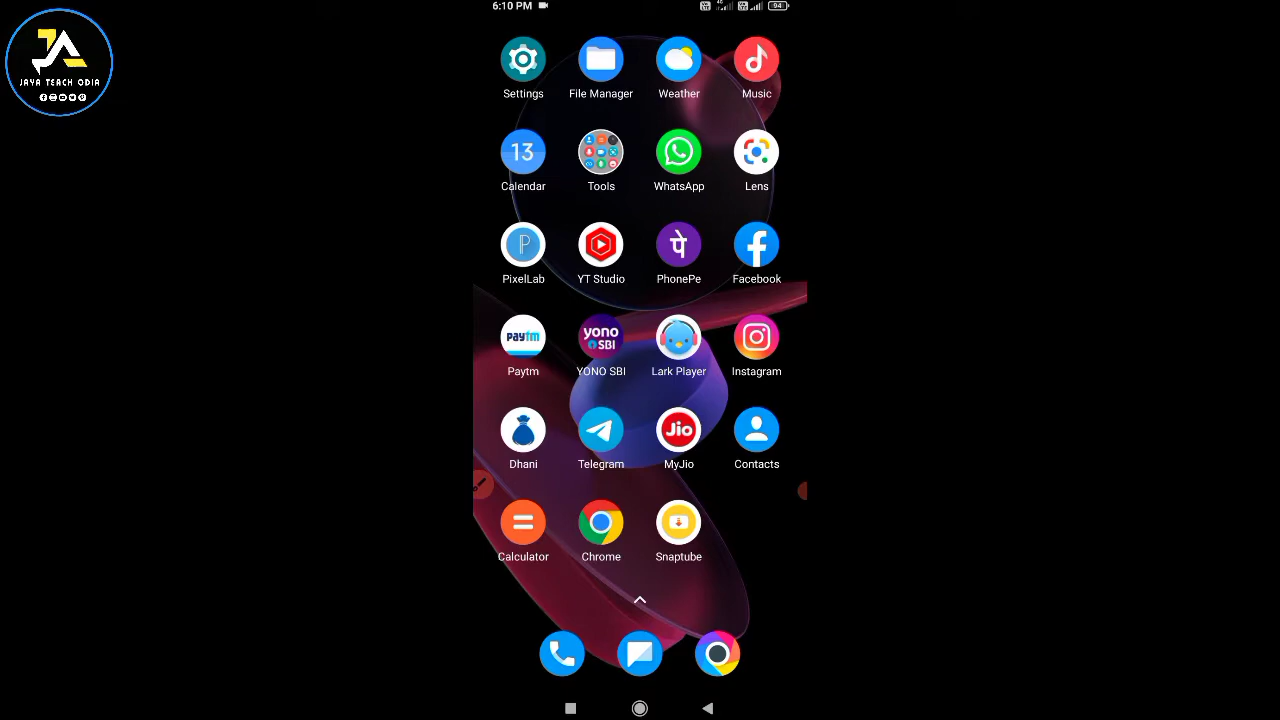 6:10 PM
4G
94
JAYA TEACH ODIA
Settings
File Manager
Weather
Music
13
Calendar
Tools
WhatsApp
Lens
P
पे
PixelLab
YT Studio
PhonePe
Facebook
paytm
yono
SBI
Paytm
YONO SBI
Lark Player
Instagram
Jio
Dhani
Telegram
MyJio
Contacts
Calculator
Chrome
Snaptube